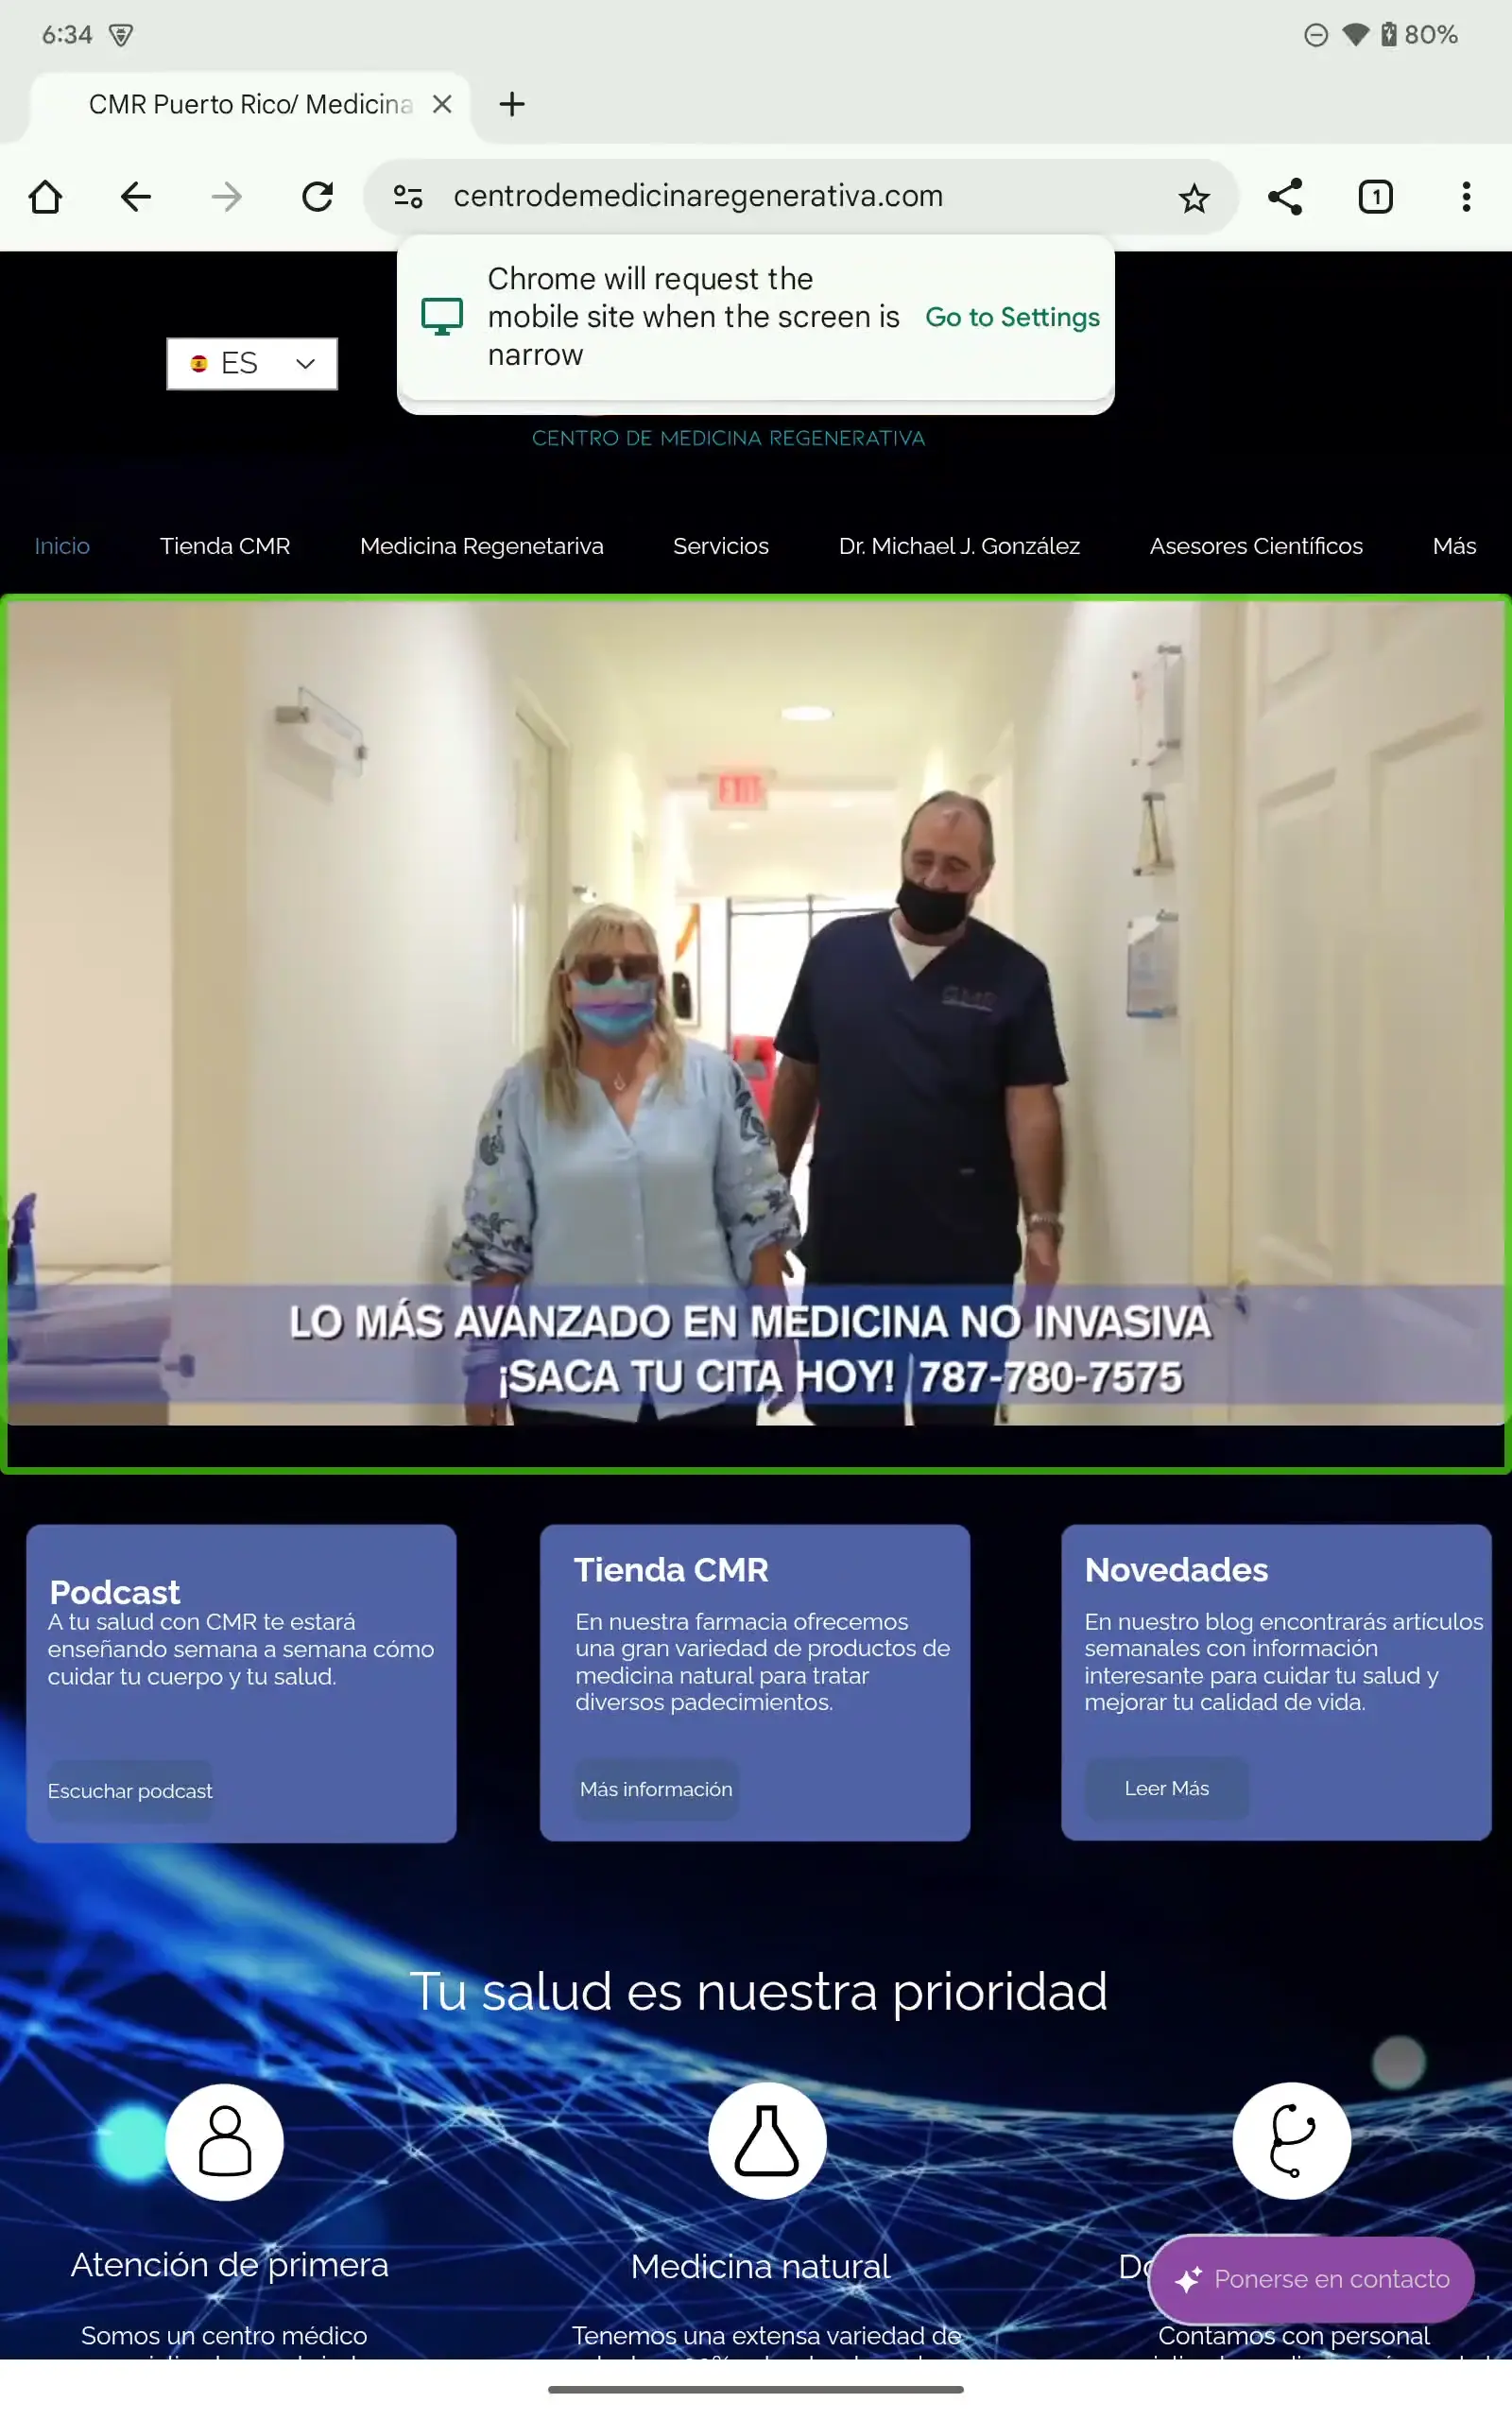 6:34
80%
CMR Puerto Rico/ Medicina
centrodemedicinaregenerativa.com
1
Chrome will request the
mobile site when the screen is
narrow
Go to Settings
ES
CENTRO DE MEDICINA REGENERATIVA
Inicio
Tienda CMR
Medicina Regenetariva
Servicios
Dr. Michael J. González
Asesores Científicos
Más
EXIT
CMR
LO MÁS AVANZADO EN MEDICINA NO INVASIVA
¡SACA TU CITA HOY! 787-780-7575
Podcast
A tu salud con CMR te estará
enseñando semana a semana cómo
cuidar tu cuerpo y tu salud.
Escuchar podcast
Tienda CMR
En nuestra farmacia ofrecemos
una gran variedad de productos de
medicina natural para tratar
diversos padecimientos.
Más información
Novedades
En nuestro blog encontrarás artículos
semanales con información
interesante para cuidar tu salud y
mejorar tu calidad de vida.
Leer Más
Tu salud es nuestra prioridad
Atención de primera
Somos un centro médico
Medicina natural
Tenemos una extensa variedad de
Ponerse en contacto
Contamos con personal